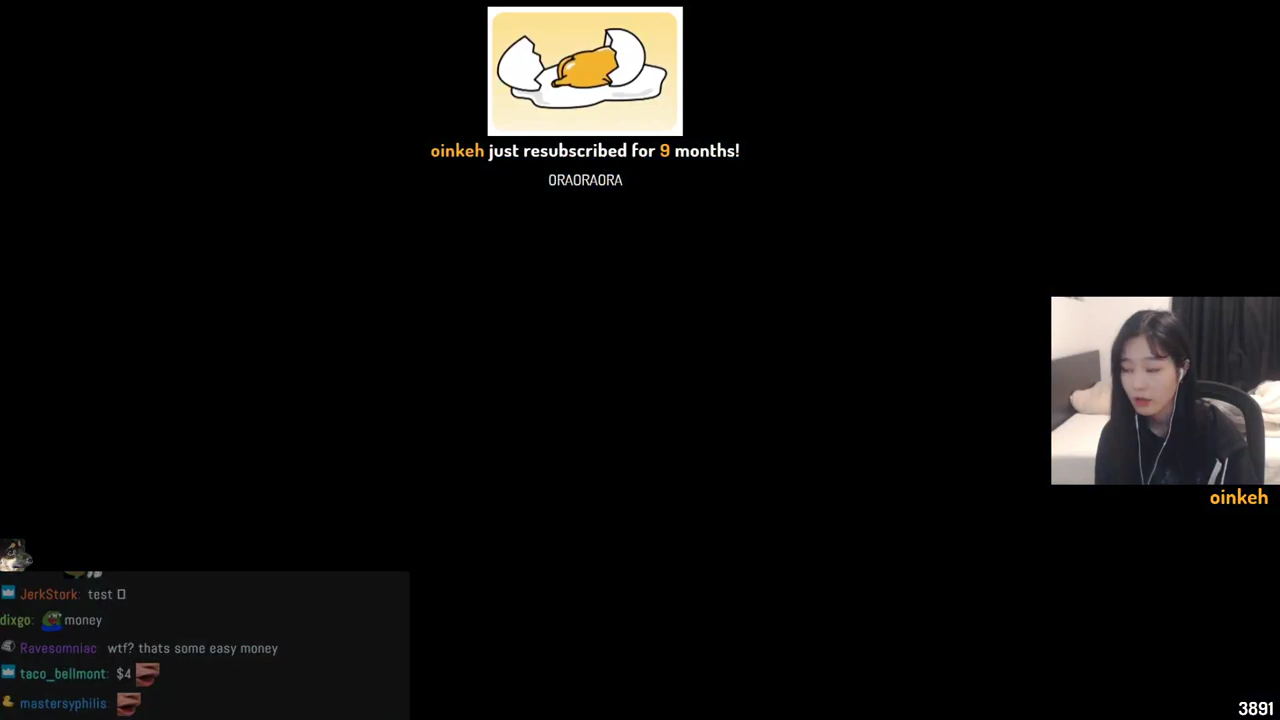 oinkeh just resubscribed for 9 months!
ORAORAORA
oinkeh
JerkStork: test
dixgo: money
Ravesomniac: wtf? thats some easy money
taco_bellmont: $4
mastersyphilis:
3891